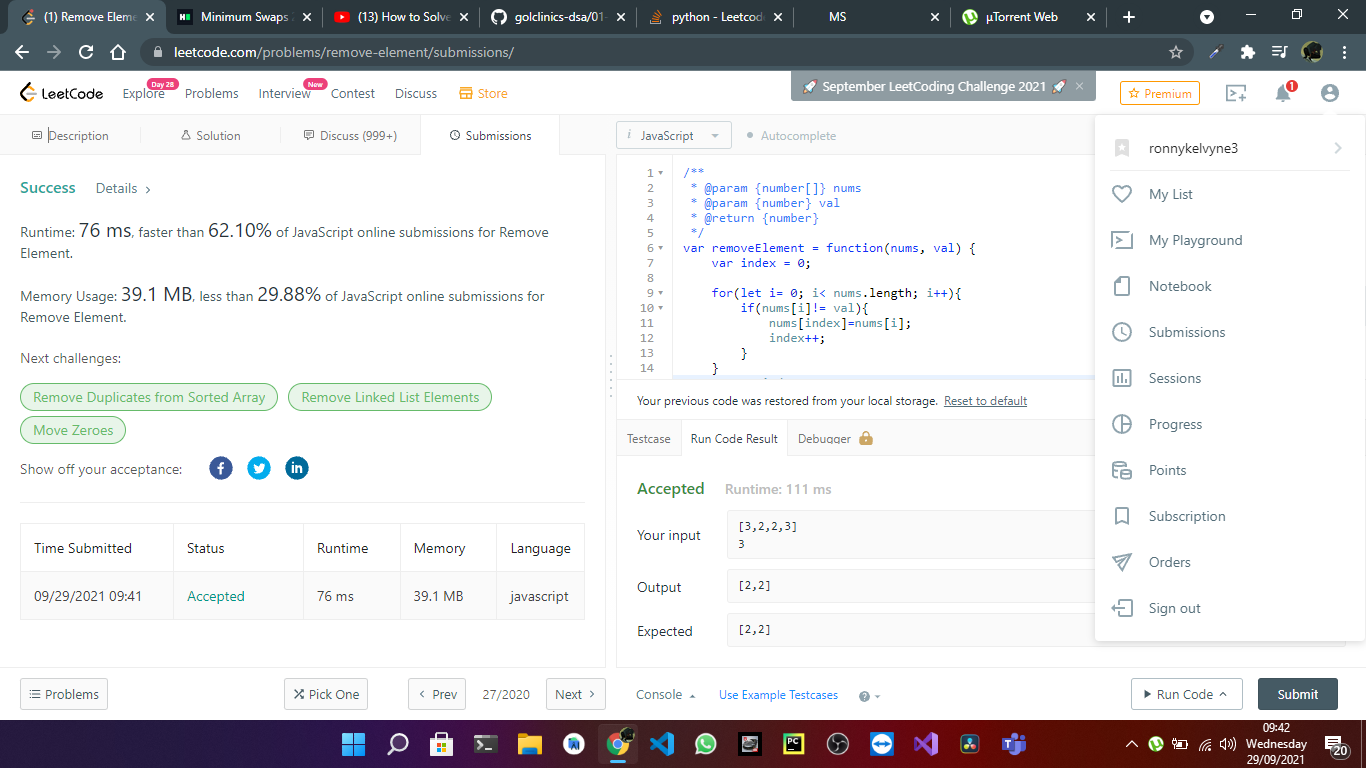 (1) Remove Eleme
Minimum Swaps
(13) How to Solve
golclinics-dsa/01-
python - Leetcod
MS
µTorrent Web
leetcode.com/problems/remove-element/submissions/
LeetCode
Explore
Day 28
Problems
Interview
New
Contest
Discuss
Store
🚀 September LeetCoding Challenge 2021 🚀 ×
Premium
1
Description
Solution
Discuss (999+)
Submissions
Success
Details
Runtime: 76 ms, faster than 62.10% of JavaScript online submissions for Remove
Element.
Memory Usage: 39.1 MB, less than 29.88% of JavaScript online submissions for
Remove Element.
Next challenges:
Remove Duplicates from Sorted Array
Remove Linked List Elements
Move Zeroes
Show off your acceptance:
Time Submitted Status Runtime Memory Language
09/29/2021 09:41 Accepted 76 ms 39.1 MB javascript
Problems
Pick One
Prev
27/2020
Next
i JavaScript
Autocomplete
1 /**
2 * @param {number[]} nums
3 * @param {number} val
4 * @return {number}
5 */
6 var removeElement = function(nums, val) {
7 var index = 0;
8
9 for(let i= 0; i< nums.length; i++){
10 if(nums[i]!= val){
11 nums[index]=nums[i];
12 index++;
13 }
14 }
Your previous code was restored from your local storage. Reset to default
Testcase
Run Code Result
Debugger
Accepted Runtime: 111 ms
Your input
[3,2,2,3]
3
Output
[2,2]
Expected
[2,2]
Console
Use Example Testcases
Run Code
Submit
ronnykelvyne3
My List
My Playground
Notebook
Submissions
Sessions
Progress
Points
Subscription
Orders
Sign out
09:42
Wednesday
29/09/2021
20